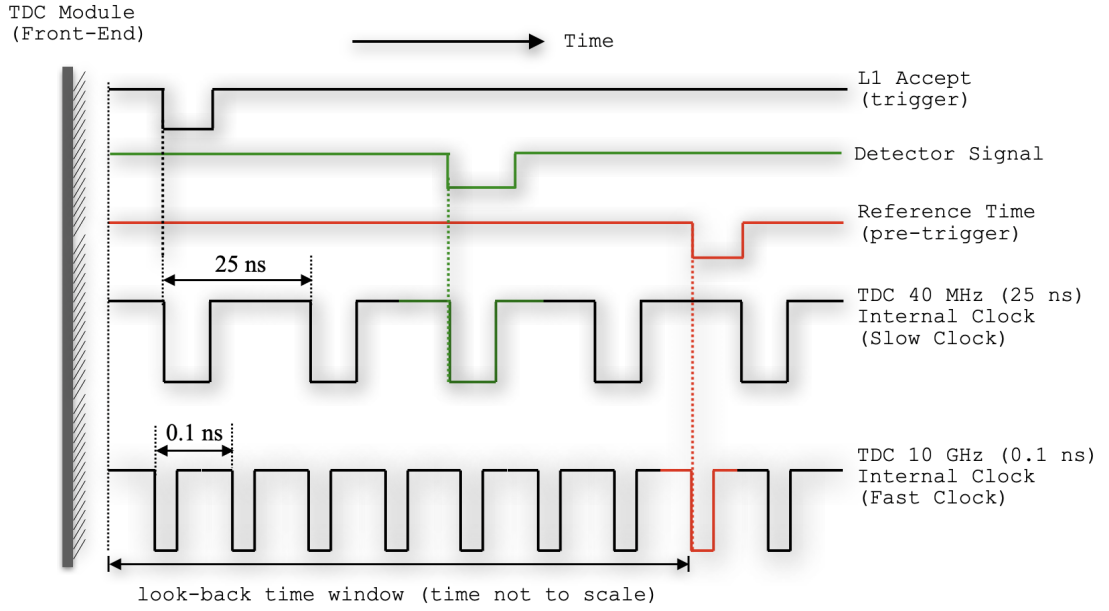 TDC Module
(Front-End)
Time
L1 Accept
(trigger)
Detector Signal
Reference Time
(pre-trigger)
25 ns
TDC 40 MHz (25 ns)
Internal Clock
(Slow Clock)
0.1 ns
TDC 10 GHz (0.1 ns)
Internal Clock
(Fast Clock)
look-back time window (time not to scale)